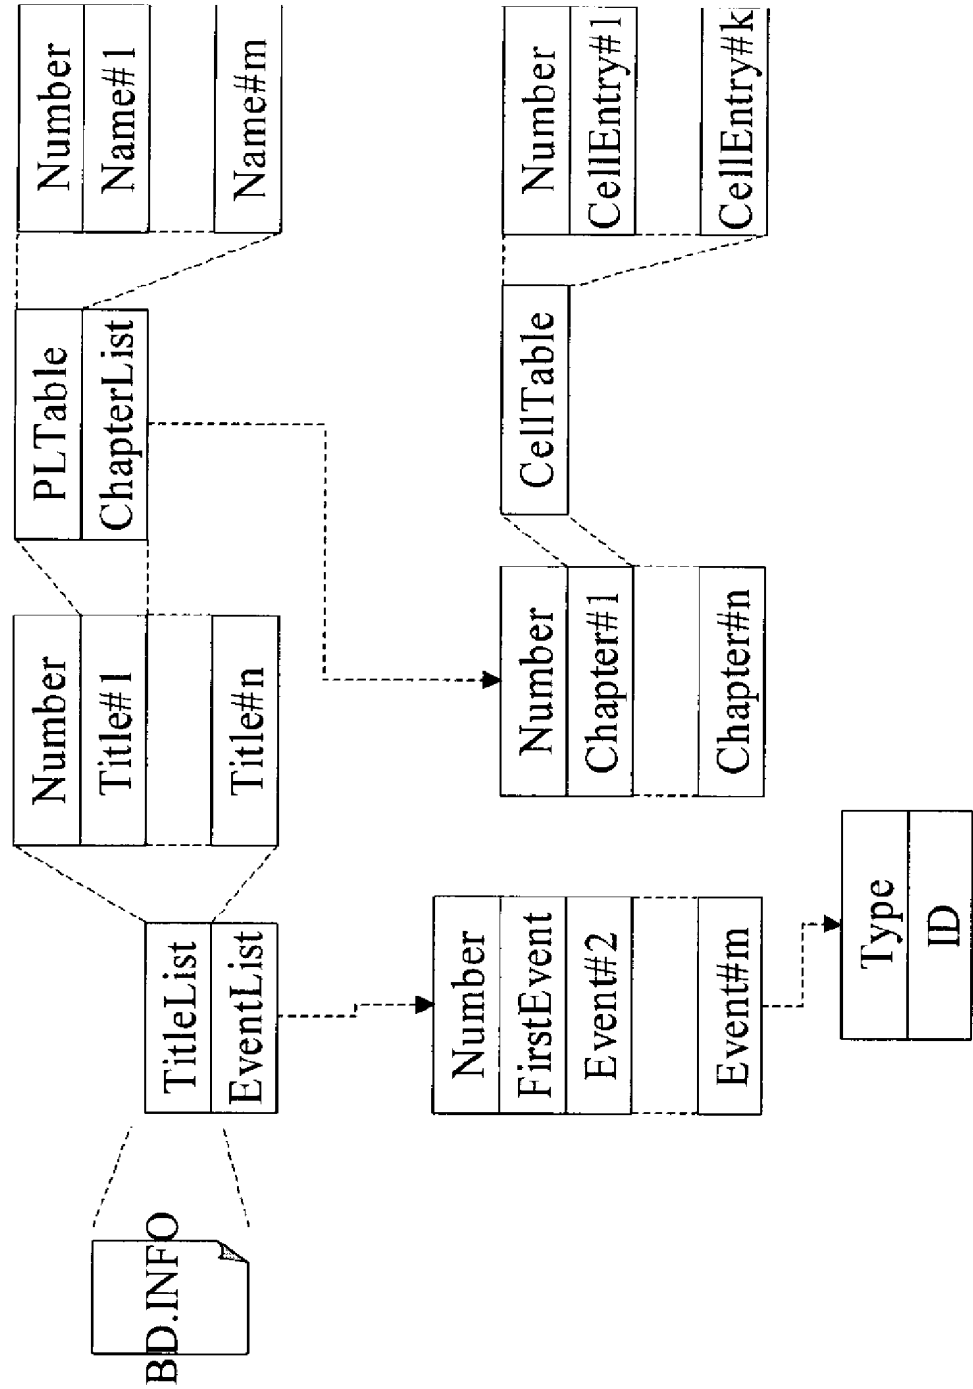 BD.INFO
TitleList
EventList
Number
Title#1
Title#n
PLTable
ChapterList
Number
Name#1
Name#m
Number
FirstEvent
Event#2
Event#m
Type
ID
Number
Chapter#1
Chapter#n
CellTable
Number
CellEntry#1
CellEntry#k